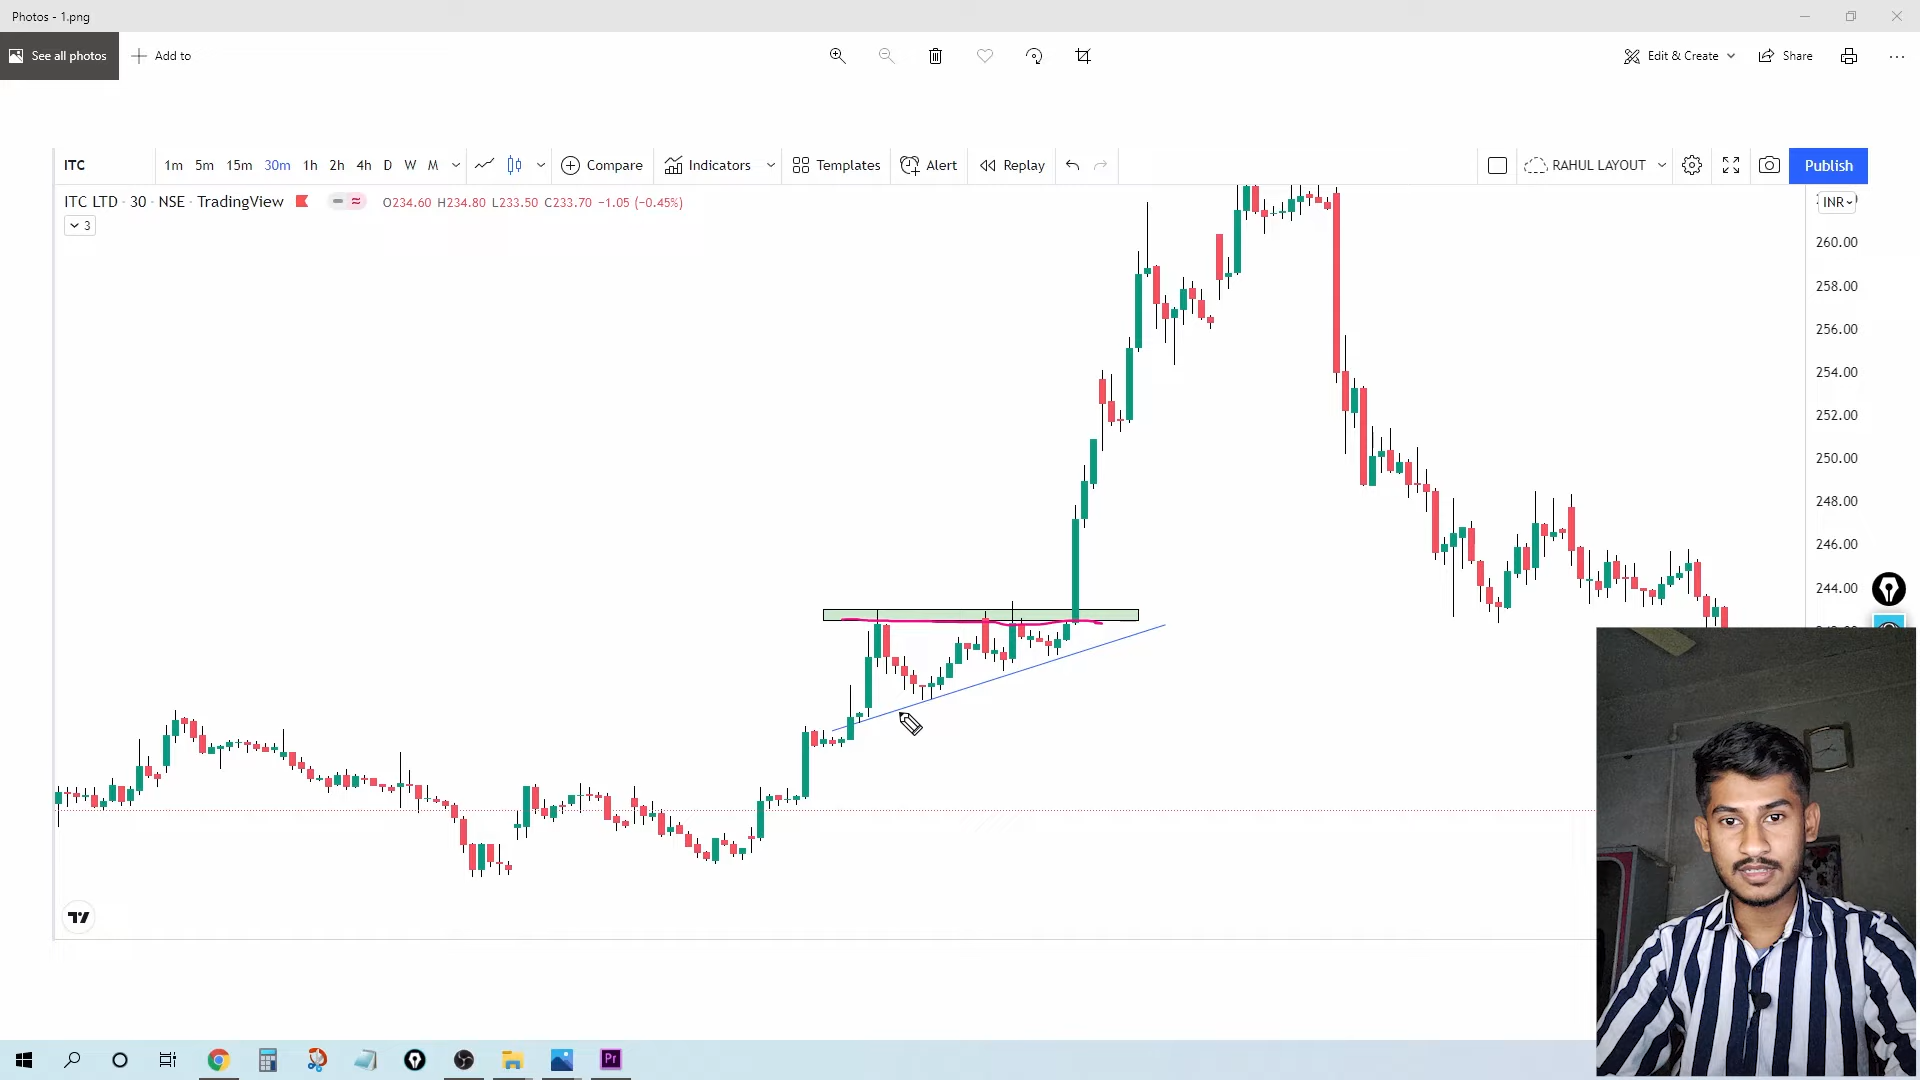 Photos - 1.png
See all photos
Add to
Edit & Create
Share
ITC
1m 5m 15m 30m 1h 2h 4h D W M
Compare
Indicators
Templates
Alert
Replay
RAHUL LAYOUT
Publish
ITC LTD · 30 · NSE · TradingView
O234.60 H234.80 L233.50 C233.70 −1.05 (−0.45%)
3
INR
260.00
258.00
256.00
254.00
252.00
250.00
248.00
246.00
244.00
Pr